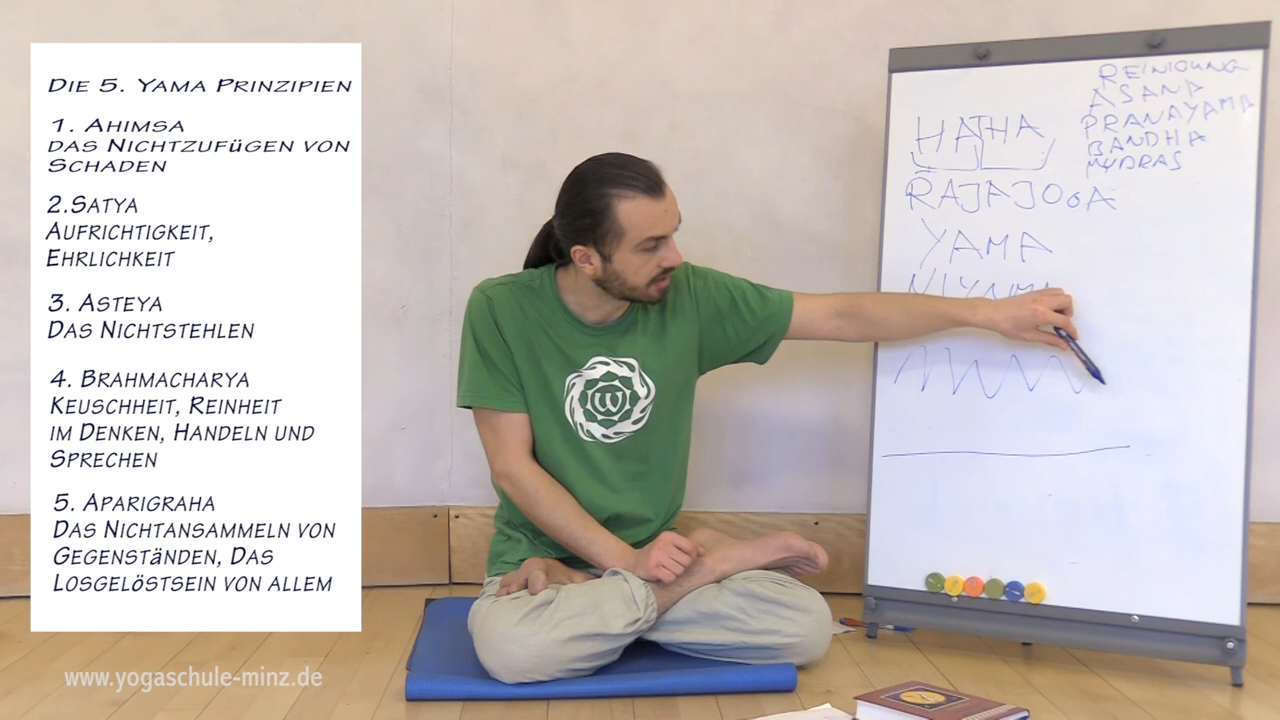 Die 5. Yama Prinzipien
1. Ahimsa
das Nichtzufügen von
Schaden
2.Satya
Aufrichtigkeit,
Ehrlichkeit
3. Asteya
Das Nichtstehlen
4. Brahmacharya
Keuschheit, Reinheit
im Denken, Handeln und
Sprechen
5. Aparigraha
Das Nichtansammeln von
Gegenständen, Das
Losgelöstsein von allem
www.yogaschule-minz.de
W
HATHA
RAJAJOGA
YAMA
REINIGUNG
ASANA
PRANAYAMA
BANDHA
MUDRAS